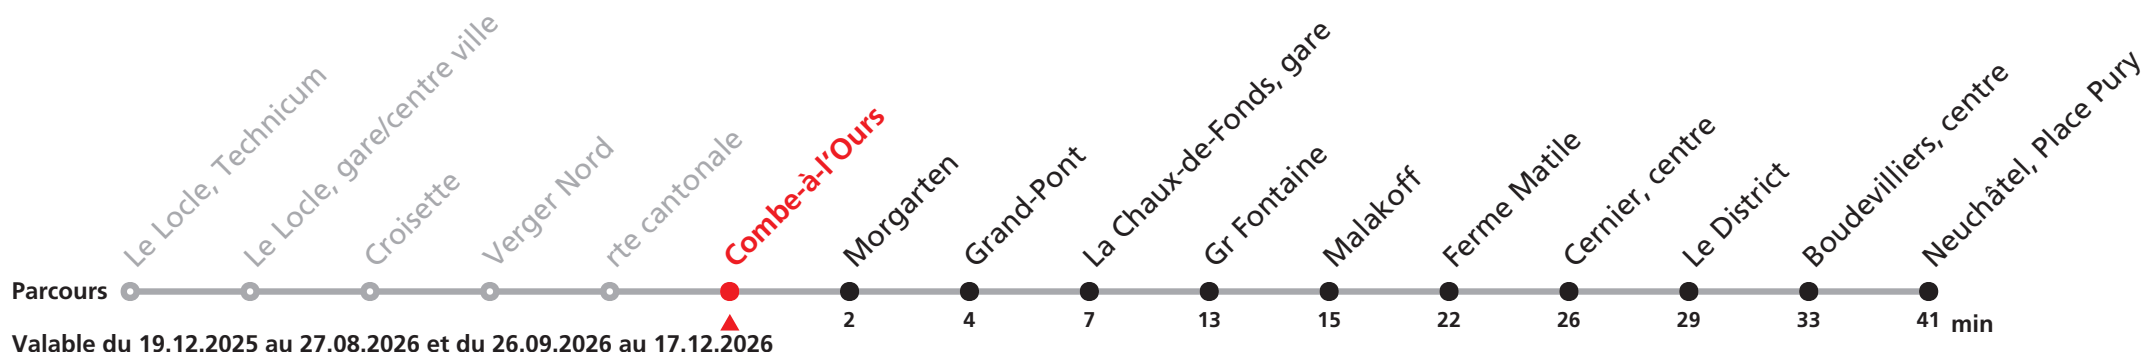 Le Locle, Technicum
Le Locle, gare/centre ville
Croisette
Verger Nord
rte cantonale
Combe-à-l'Ours
Morgarten
Grand-Pont
La Chaux-de-Fonds, gare
Gr Fontaine
Malakoff
Ferme Matile
Cernier, centre
Le District
Boudevilliers, centre
Neuchâtel, Place Pury
Parcours
2 4 7 13 15 22 26 29 33 41 min
Valable du 19.12.2025 au 27.08.2026 et du 26.09.2026 au 17.12.2026